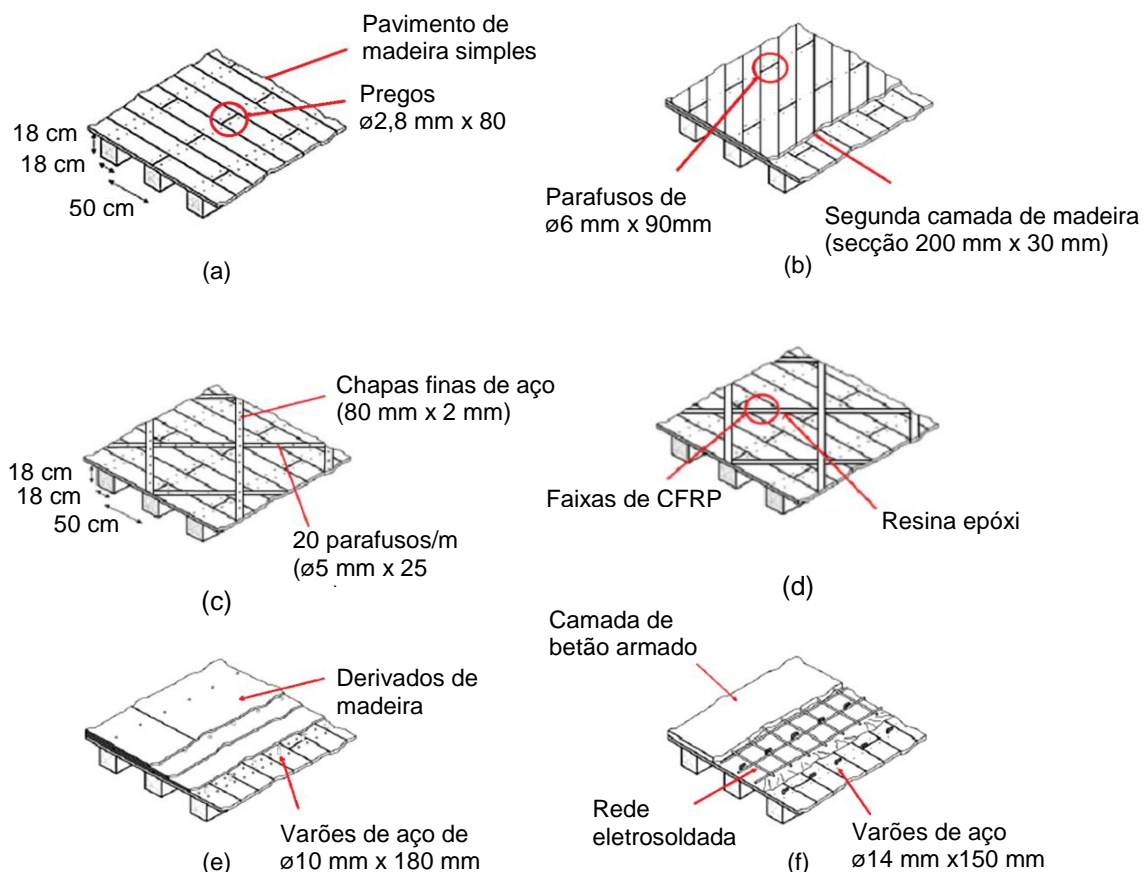 Pavimento de
madeira simples
Pregos
ø2,8 mm x 80
18 cm
18 cm
50 cm
(a)
Parafusos de
ø6 mm x 90mm
Segunda camada de madeira
(secção 200 mm x 30 mm)
(b)
Chapas finas de aço
(80 mm x 2 mm)
18 cm
18 cm
50 cm
20 parafusos/m
(ø5 mm x 25
(c)
Faixas de CFRP
Resina epóxi
(d)
Derivados de
madeira
Varões de aço de
ø10 mm x 180 mm
(e)
Camada de
betão armado
Rede
eletrosoldada
Varões de aço
ø14 mm x150 mm
(f)